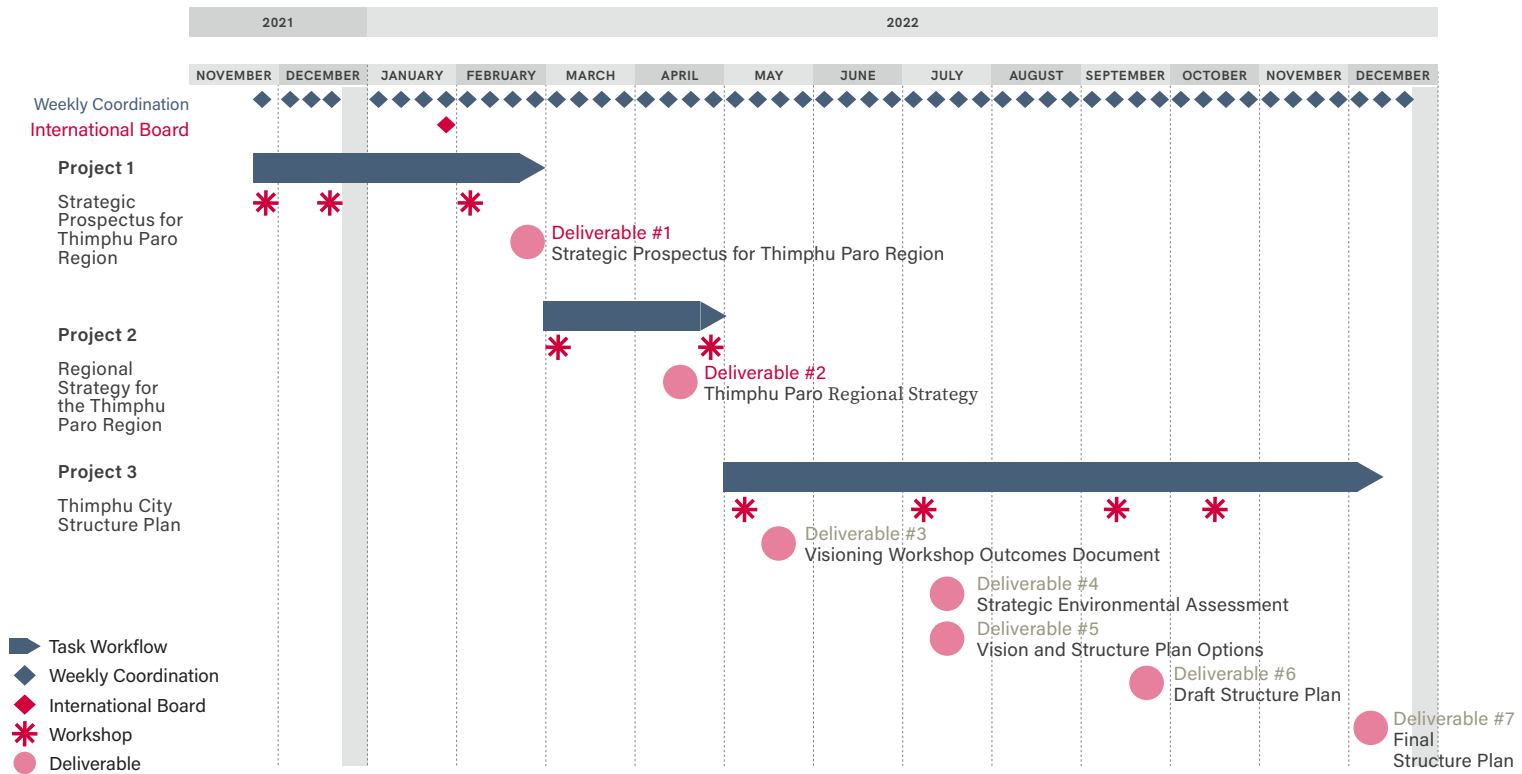 2021
2022
NOVEMBER
DECEMBER
JANUARY
FEBRUARY
MARCH
APRIL
MAY
JUNE
JULY
AUGUST
SEPTEMBER
OCTOBER
NOVEMBER
DECEMBER
Weekly Coordination
International Board
Project 1
Strategic
Prospectus for
Thimphu Paro
Region
Deliverable #1
Strategic Prospectus for Thimphu Paro Region
Project 2
Regional
Strategy for
the Thimphu
Paro Region
Deliverable #2
Thimphu Paro Regional Strategy
Project 3
Thimphu City
Structure Plan
Deliverable #3
Visioning Workshop Outcomes Document
Deliverable #4
Strategic Environmental Assessment
Deliverable #5
Vision and Structure Plan Options
Deliverable #6
Draft Structure Plan
Deliverable #7
Final
Structure Plan
Task Workflow
Weekly Coordination
International Board
Workshop
Deliverable